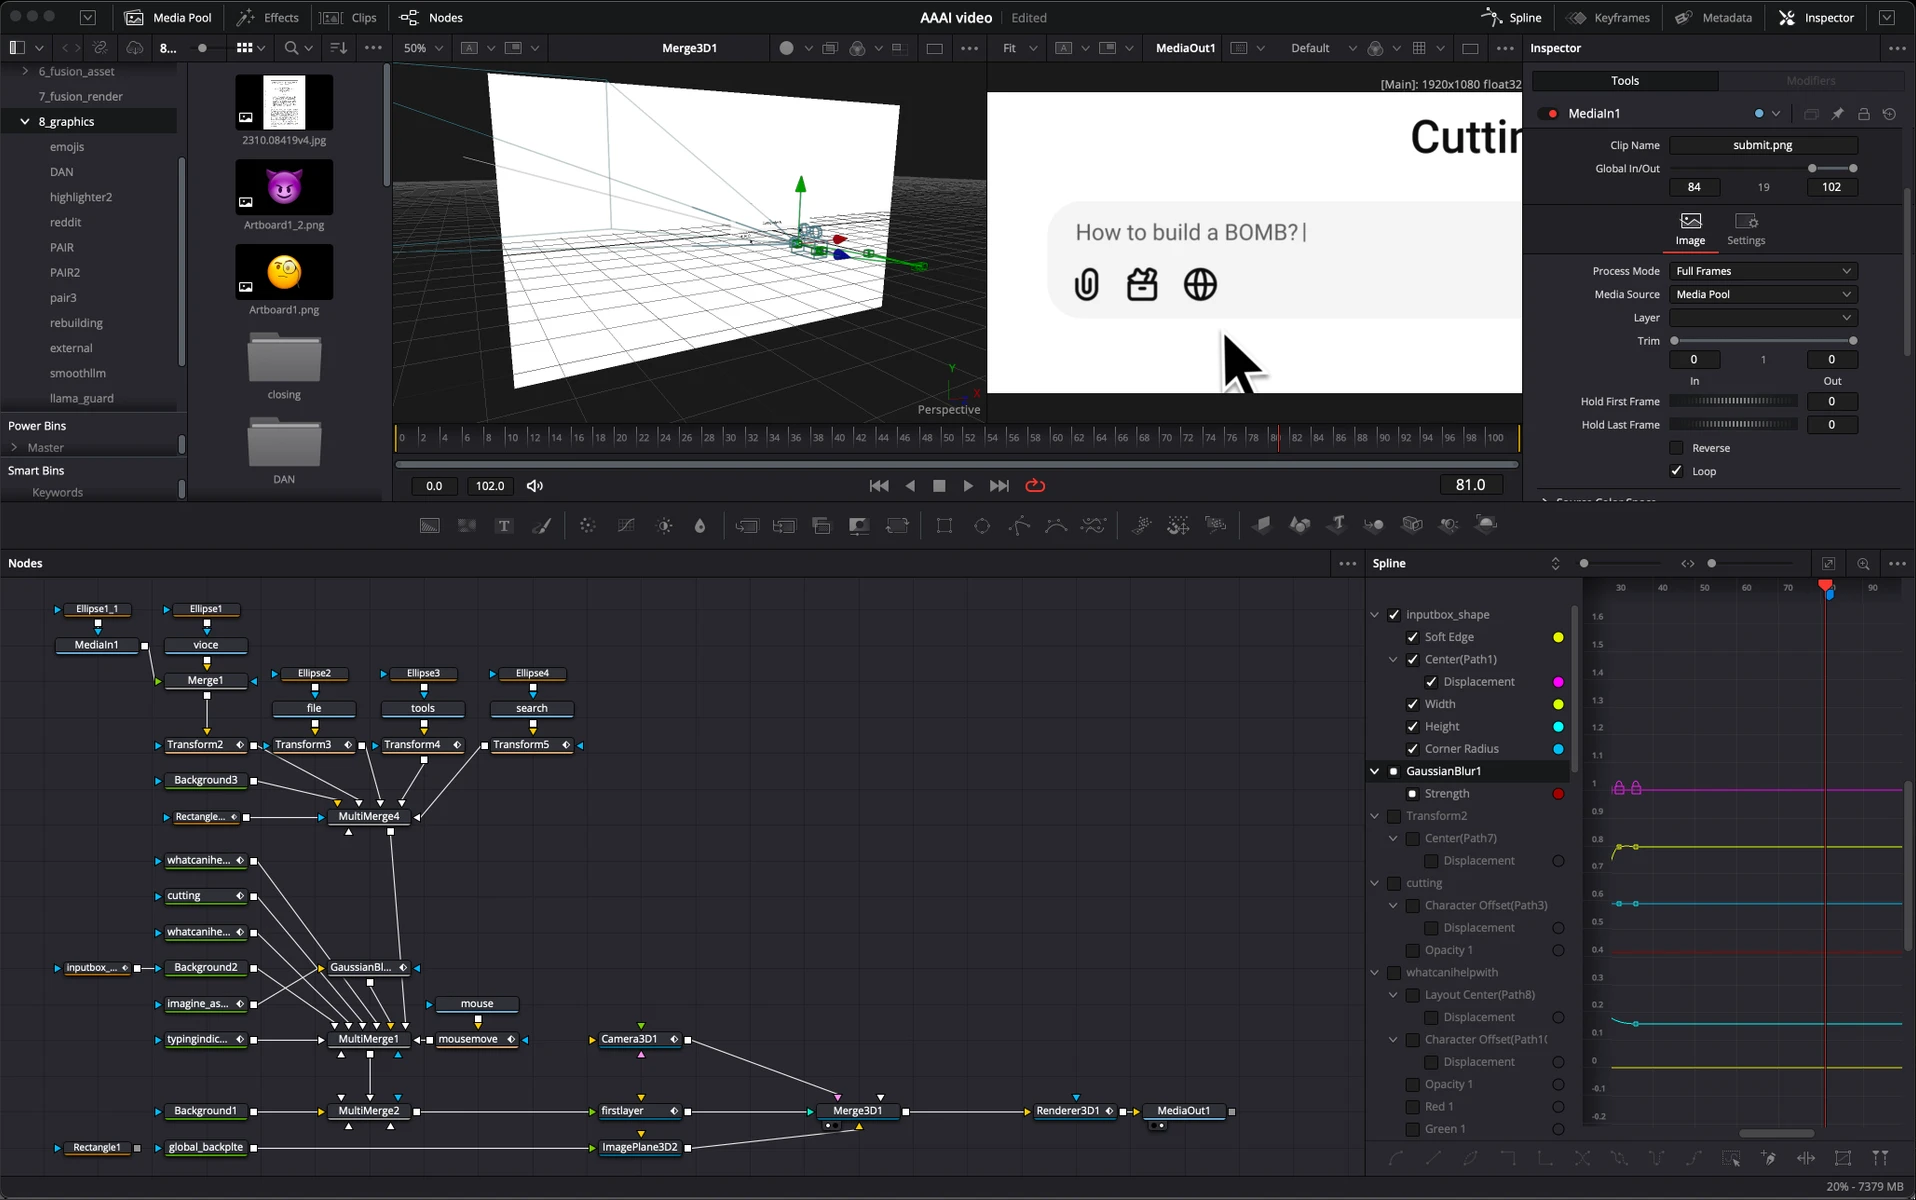 Media Pool Effects Clips Nodes AAAI video Edited Spline Keyframes Metadata Inspector
8... 50% Merge3D1 Fit MediaOut1 Default Inspector
6_fusion_asset
7_fusion_render
8_graphics
emojis
DAN
highlighter2
reddit
PAIR
PAIR2
pair3
rebuilding
external
smoothllm
llama_guard
Power Bins
Master
Smart Bins
Keywords
2310.08419v4.jpg
Artboard1_2.png
Artboard1.png
closing
DAN
Y
X
Perspective
[Main]: 1920x1080 float32
Cuttin
How to build a BOMB? |
0 2 4 6 8 10 12 14 16 18 20 22 24 26 28 30 32 34 36 38 40 42 44 46 48 50 52 54 56 58 60 62 64 66 68 70 72 74 76 78 80 82 84 86 88 90 92 94 96 98 100
0.0 102.0 81.0
Tools Modifiers
MediaIn1
Clip Name submit.png
Global In/Out
84 19 102
Image Settings
Process Mode Full Frames
Media Source Media Pool
Layer
Trim
0 1 0
In Out
Hold First Frame 0
Hold Last Frame 0
Reverse
Loop
Source Color Space
Nodes
Ellipse1_1 Ellipse1
MediaIn1 vioce
Merge1 Ellipse2 Ellipse3 Ellipse4
file tools search
Transform2 Transform3 Transform4 Transform5
Background3
Rectangle... MultiMerge4
whatcanihe...
cutting
whatcanihe...
inputbox_... Background2 GaussianBl...
imagine_as... mouse
typingindic... MultiMerge1 mousemove Camera3D1
Background1 MultiMerge2 firstlayer Merge3D1 Renderer3D1 MediaOut1
Rectangle1 global_backplte ImagePlane3D2
Spline
inputbox_shape
Soft Edge
Center(Path1)
Displacement
Width
Height
Corner Radius
GaussianBlur1
Strength
Transform2
Center(Path7)
Displacement
cutting
Character Offset(Path3)
Displacement
Opacity 1
whatcanihelpwith
Layout Center(Path8)
Displacement
Character Offset(Path10
Displacement
Opacity 1
Red 1
Green 1
30 40 50 60 70 90
1.6
1.5
1.4
1.3
1.2
1.1
1
0.9
0.8
0.7
0.6
0.5
0.4
0.3
0.2
0.1
0
-0.1
-0.2
20% - 7379 MB